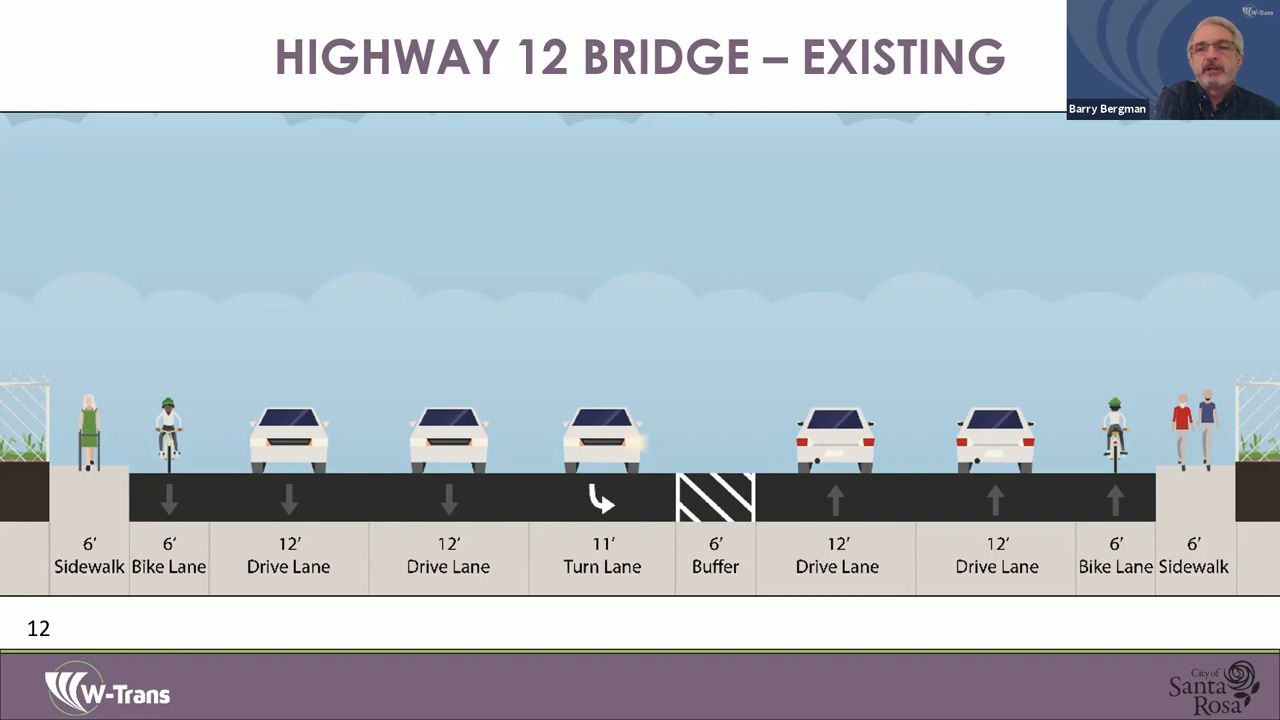 HIGHWAY 12 BRIDGE – EXISTING
W-Trans
Barry Bergman
6’ 6’ 12’ 12’ 11’ 6’ 12’ 12’ 6’ 6’
Sidewalk Bike Lane Drive Lane Drive Lane Turn Lane Buffer Drive Lane Drive Lane Bike Lane Sidewalk
12
W-Trans
City of
Santa
Rosa